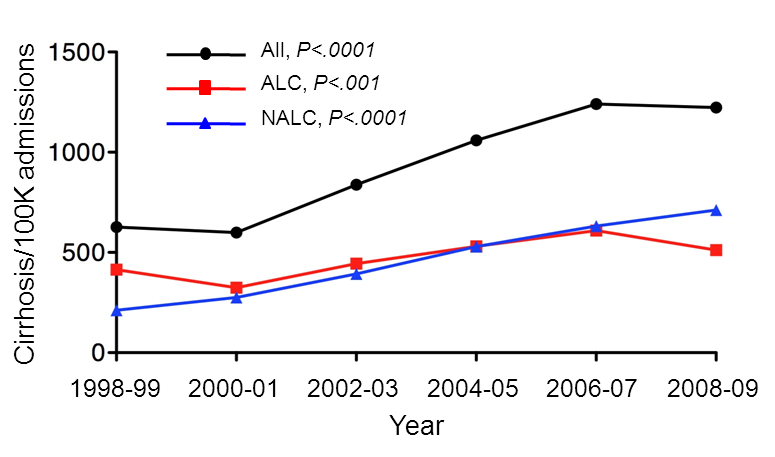 All, P<.0001
ALC, P<.001
NALC, P<.0001
Cirrhosis/100K admissions
1500
1000
500
0
1998-99 2000-01 2002-03 2004-05 2006-07 2008-09
Year